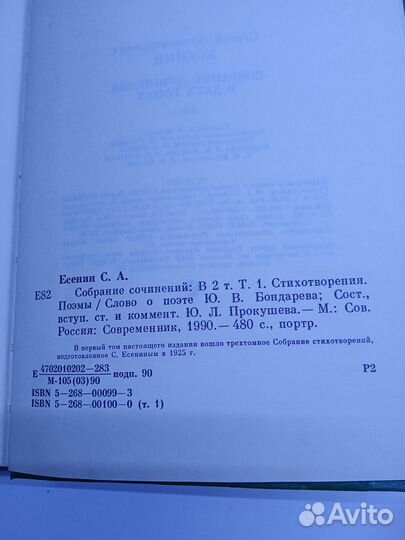 Есенин С. А.
Е82 Собрание сочинений: В 2 т. Т. 1. Стихотворения.
Поэмы / Слово о поэте Ю. В. Бондарева; Сост.,
вступ. ст. и коммент. Ю. Л. Прокушева.— М.: Сов.
Россия: Современник, 1990.— 480 с., портр.
В первый том настоящего издания вошло трехтомное Собрание стихотворений,
подготовленное С. Есениным в 1925 г.
Е 4702010202—283
М-105(03)90 подп. 90 Р2
ISBN 5—268—00099—3
ISBN 5—268—00100—0 (т. 1)
Avito